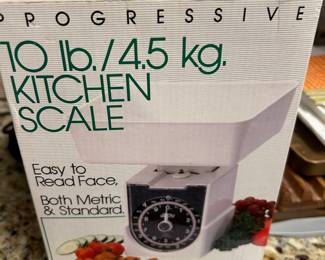 PROGRESSIVE
10 lb./4.5 kg.
KITCHEN
SCALE
Easy to
Read Face,
Both Metric
& Standard.